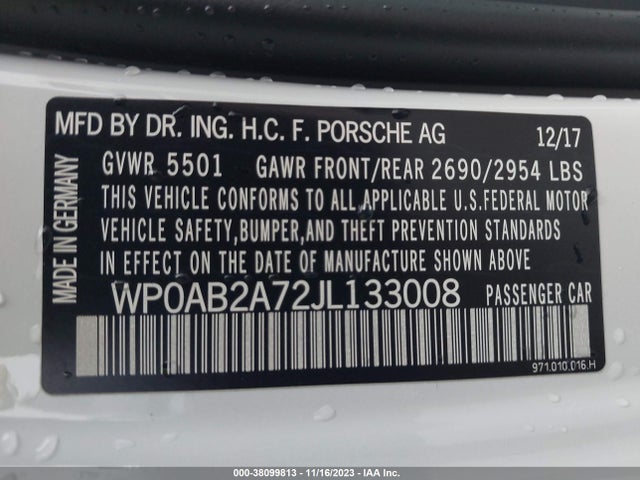 MFD BY DR. ING. H.C. F. PORSCHE AG 12/17
GVWR 5501 GAWR FRONT/REAR 2690/2954 LBS
THIS VEHICLE CONFORMS TO ALL APPLICABLE U.S.FEDERAL MOTOR
VEHICLE SAFETY,BUMPER,AND THEFT PREVENTION STANDARDS
IN EFFECT ON THE DATE OF MANUFACTURE SHOWN ABOVE
WP0AB2A72JL133008 PASSENGER CAR
MADE IN GERMANY
971.010.016.H
000-38099813 - 11/16/2023 - IAA Inc.